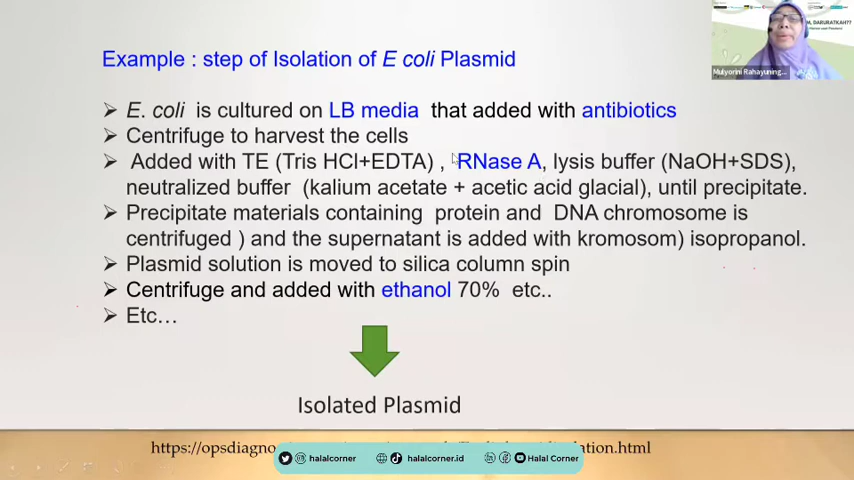 M, DARURATKAH??
Mulyorini Rahayuning...
Example : step of Isolation of E coli Plasmid
➢ E. coli is cultured on LB media that added with antibiotics
➢ Centrifuge to harvest the cells
➢ Added with TE (Tris HCl+EDTA) , RNase A, lysis buffer (NaOH+SDS),
neutralized buffer (kalium acetate + acetic acid glacial), until precipitate.
➢ Precipitate materials containing protein and DNA chromosome is
centrifuged ) and the supernatant is added with kromosom) isopropanol.
➢ Plasmid solution is moved to silica column spin
➢ Centrifuge and added with ethanol 70% etc..
➢ Etc...
Isolated Plasmid
https://opsdiagno
lation.html
halalcorner halalcorner.id Halal Corner